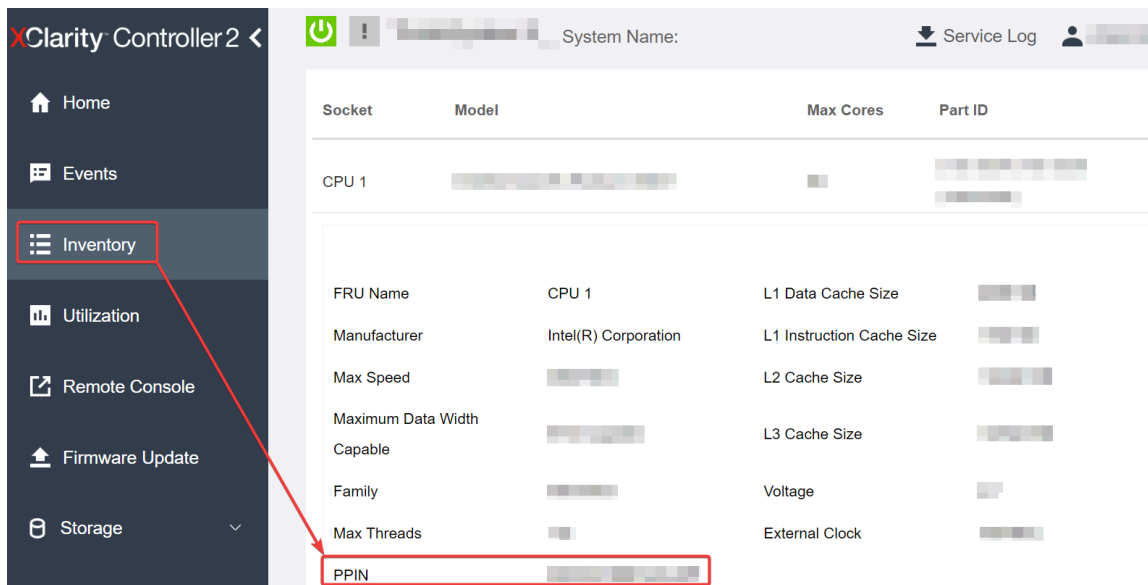 XClarity Controller 2
System Name:
Service Log
Home
Events
Inventory
Utilization
Remote Console
Firmware Update
Storage
Socket Model Max Cores Part ID
CPU 1
FRU Name CPU 1 L1 Data Cache Size
Manufacturer Intel(R) Corporation L1 Instruction Cache Size
Max Speed L2 Cache Size
Maximum Data Width
Capable
L3 Cache Size
Family Voltage
Max Threads External Clock
PPIN